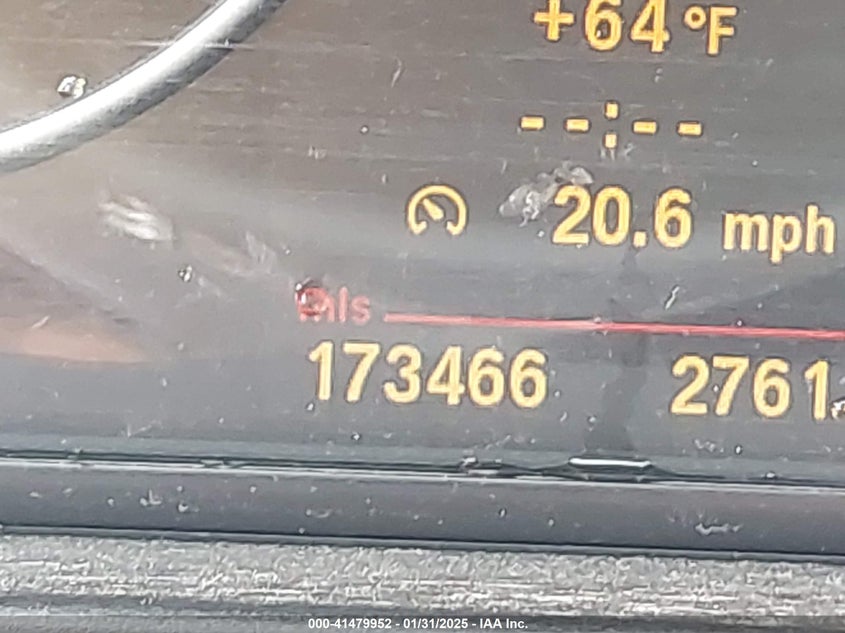 +64 °F
--:--
20.6 mph
mls
173466 2761
000-41479952 - 01/31/2025 - IAA Inc.